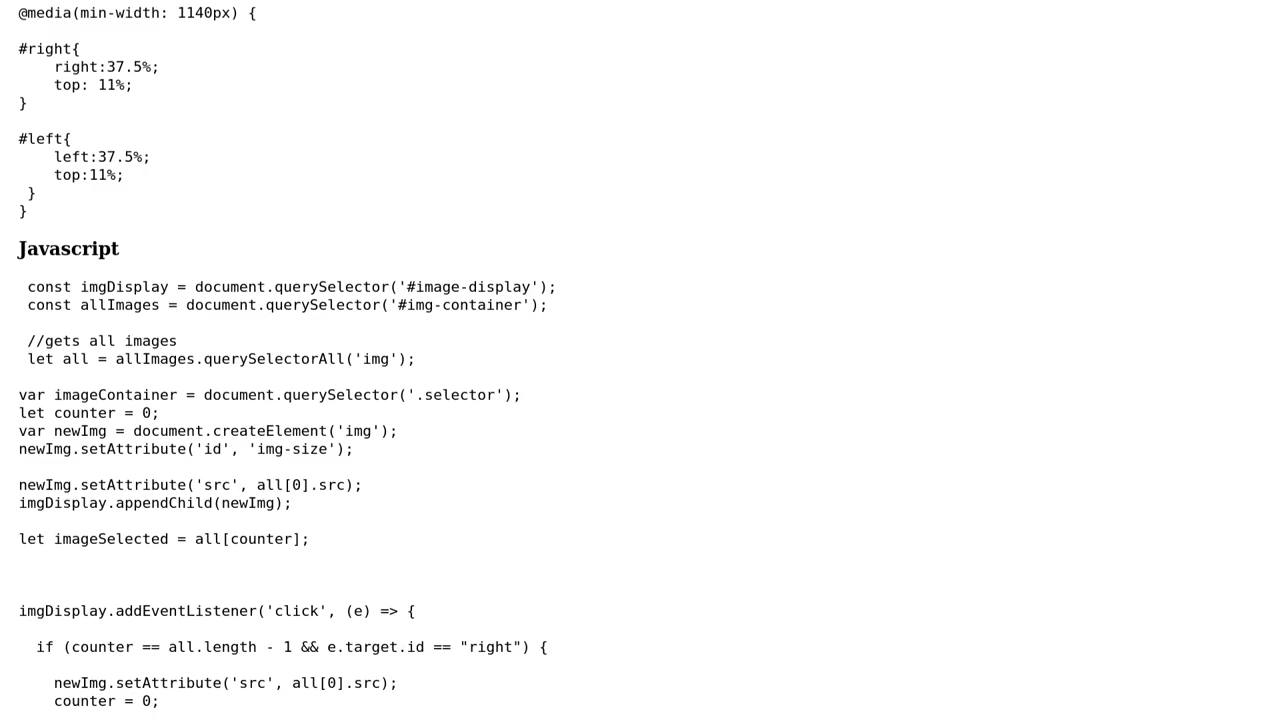 @media(min-width: 1140px) {
#right{
    right:37.5%;
    top: 11%;
}
#left{
    left:37.5%;
    top:11%;
 }
}
Javascript
 const imgDisplay = document.querySelector('#image-display');
 const allImages = document.querySelector('#img-container');
 //gets all images
 let all = allImages.querySelectorAll('img');
var imageContainer = document.querySelector('.selector');
let counter = 0;
var newImg = document.createElement('img');
newImg.setAttribute('id', 'img-size');
newImg.setAttribute('src', all[0].src);
imgDisplay.appendChild(newImg);
let imageSelected = all[counter];
imgDisplay.addEventListener('click', (e) => {
  if (counter == all.length - 1 && e.target.id == "right") {
    newImg.setAttribute('src', all[0].src);
    counter = 0;